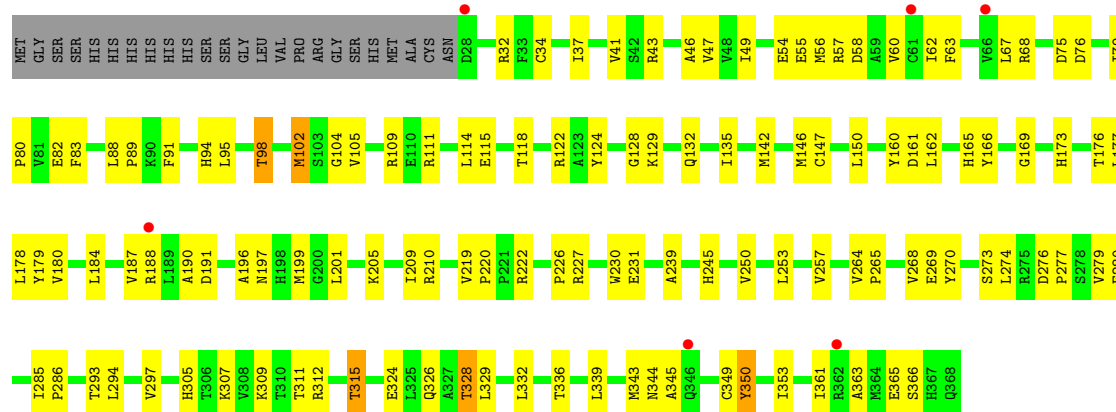 MET GLY SER SER HIS HIS HIS HIS HIS HIS SER SER GLY LEU VAL PRO ARG GLY SER HIS MET ALA CYS ASN D28 R32 F33 C34 I37 V41 S42 R43 A46 V47 V48 I49 E54 E55 M56 R57 D58 A59 V60 C61 I62 F63 V66 L67 R68 D75 D76
P80 V81 E82 F83 L88 P89 K90 F91 H94 L95 T98 M102 S103 G104 V105 R109 E110 R111 L114 E115 T118 R122 A123 Y124 G128 K129 Q132 I135 M142 M146 C147 L150 Y160 D161 L162 H165 Y166 G169 H173 T176
L178 Y179 V180 L184 V187 R188 L189 A190 D191 A196 N197 H198 M199 G200 L201 K205 I209 R210 V219 P220 P221 R222 P226 R227 W230 E231 A239 H245 V250 L253 V257 V264 P265 V268 E269 Y270 S273 L274 R275 D276 P277 S278 V279
I285 P286 T293 L294 V297 H305 T306 K307 V308 K309 T310 T311 R312 T315 E324 L325 Q326 A327 T328 L329 L332 T336 L339 M343 N344 A345 Q346 C349 Y350 I353 I361 R362 A363 M364 E365 S366 H367 Q368